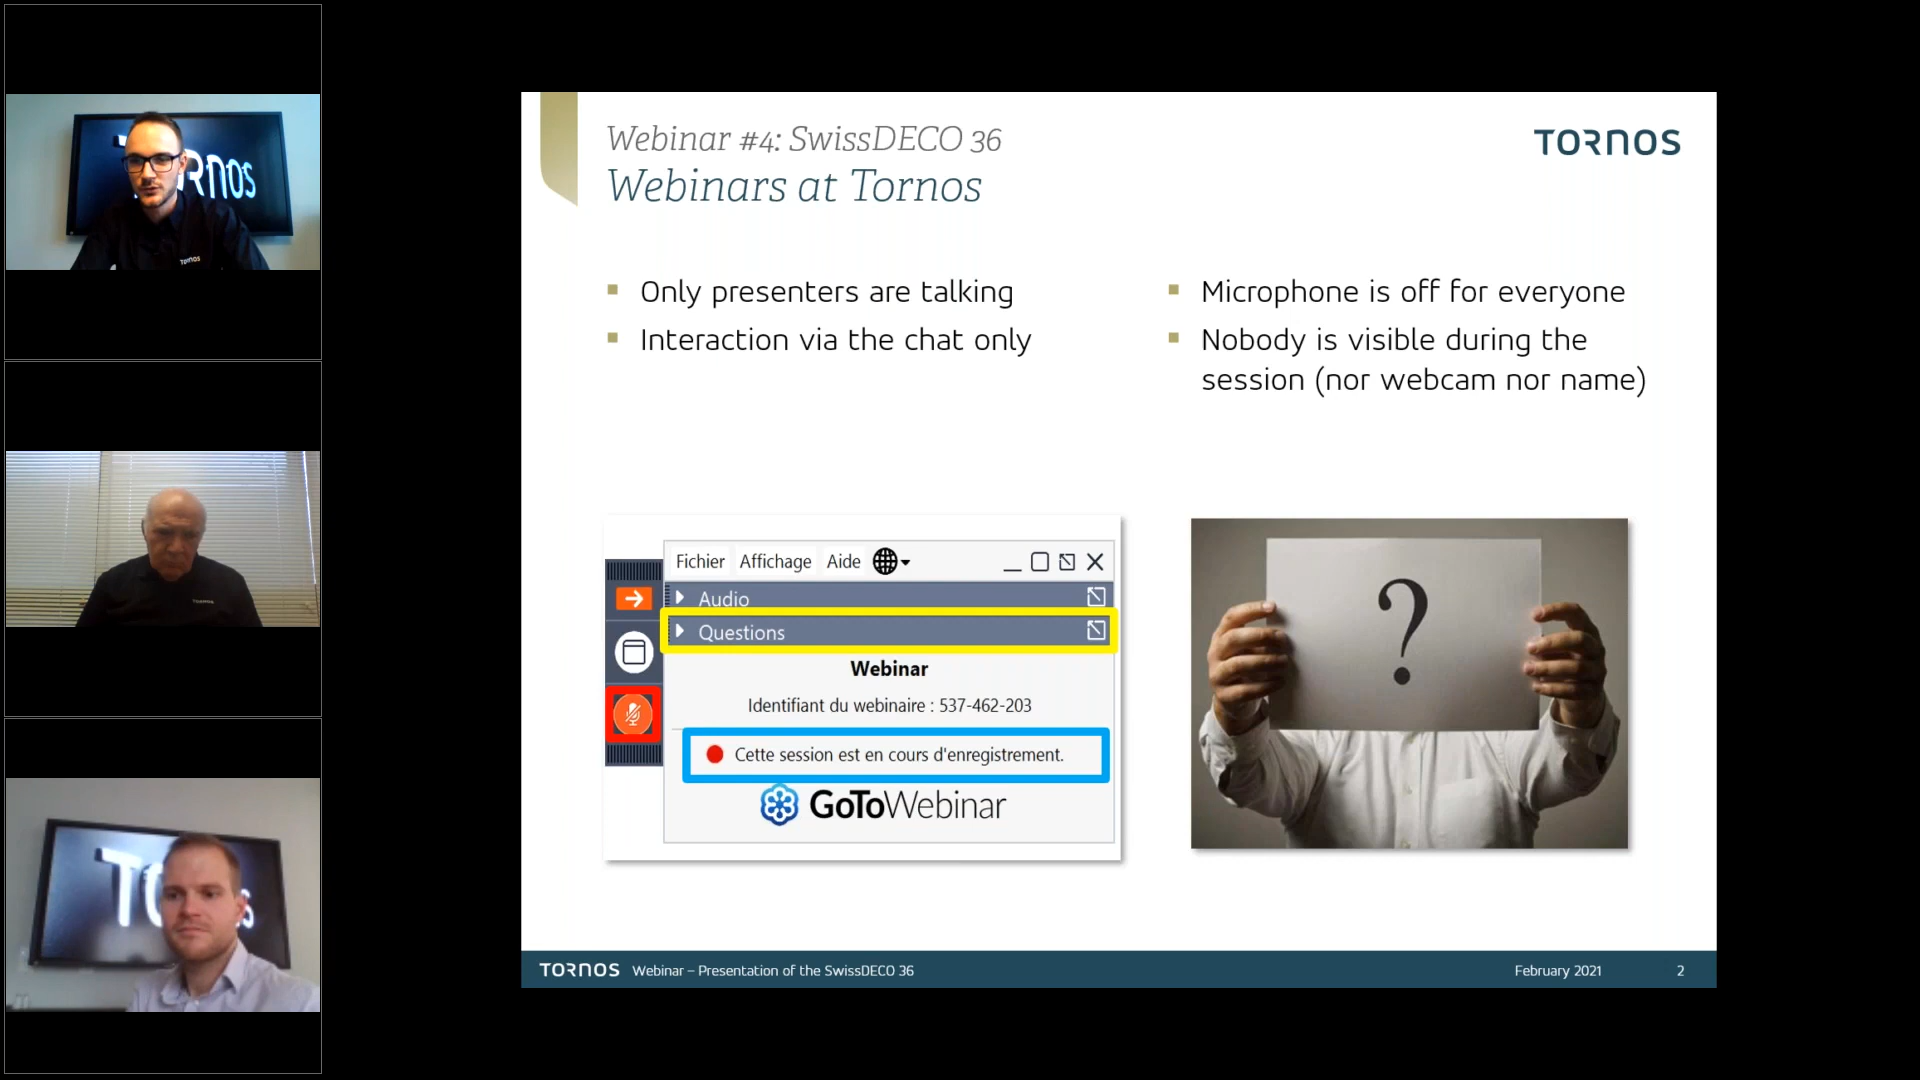 TORNOS
Tornos
TORNOS
Webinar #4: SwissDECO 36
Webinars at Tornos
TORNOS
Only presenters are talking
Interaction via the chat only
Microphone is off for everyone
Nobody is visible during the
session (nor webcam nor name)
Fichier Affichage Aide
Audio
Questions
Webinar
Identifiant du webinaire : 537-462-203
Cette session est en cours d'enregistrement.
GoToWebinar
?
TORNOS Webinar – Presentation of the SwissDECO 36 February 2021 2